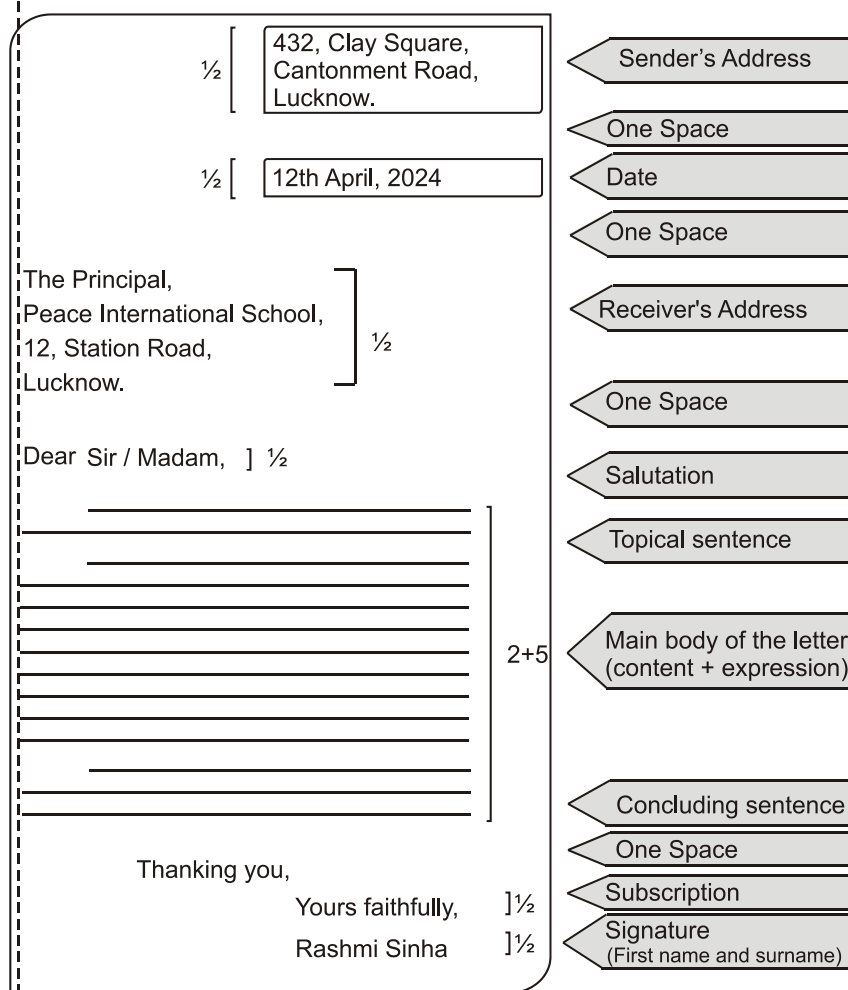 ½ [ 432, Clay Square,
Cantonment Road,
Lucknow.
Sender's Address
One Space
½ [ 12th April, 2024
Date
One Space
The Principal,
Peace International School,
12, Station Road,
Lucknow.
] ½
Receiver's Address
One Space
Dear Sir / Madam, ] ½
Salutation
Topical sentence
2+5
Main body of the letter
(content + expression)
Concluding sentence
One Space
Thanking you,
Yours faithfully, ]½
Subscription
Rashmi Sinha ]½
Signature
(First name and surname)